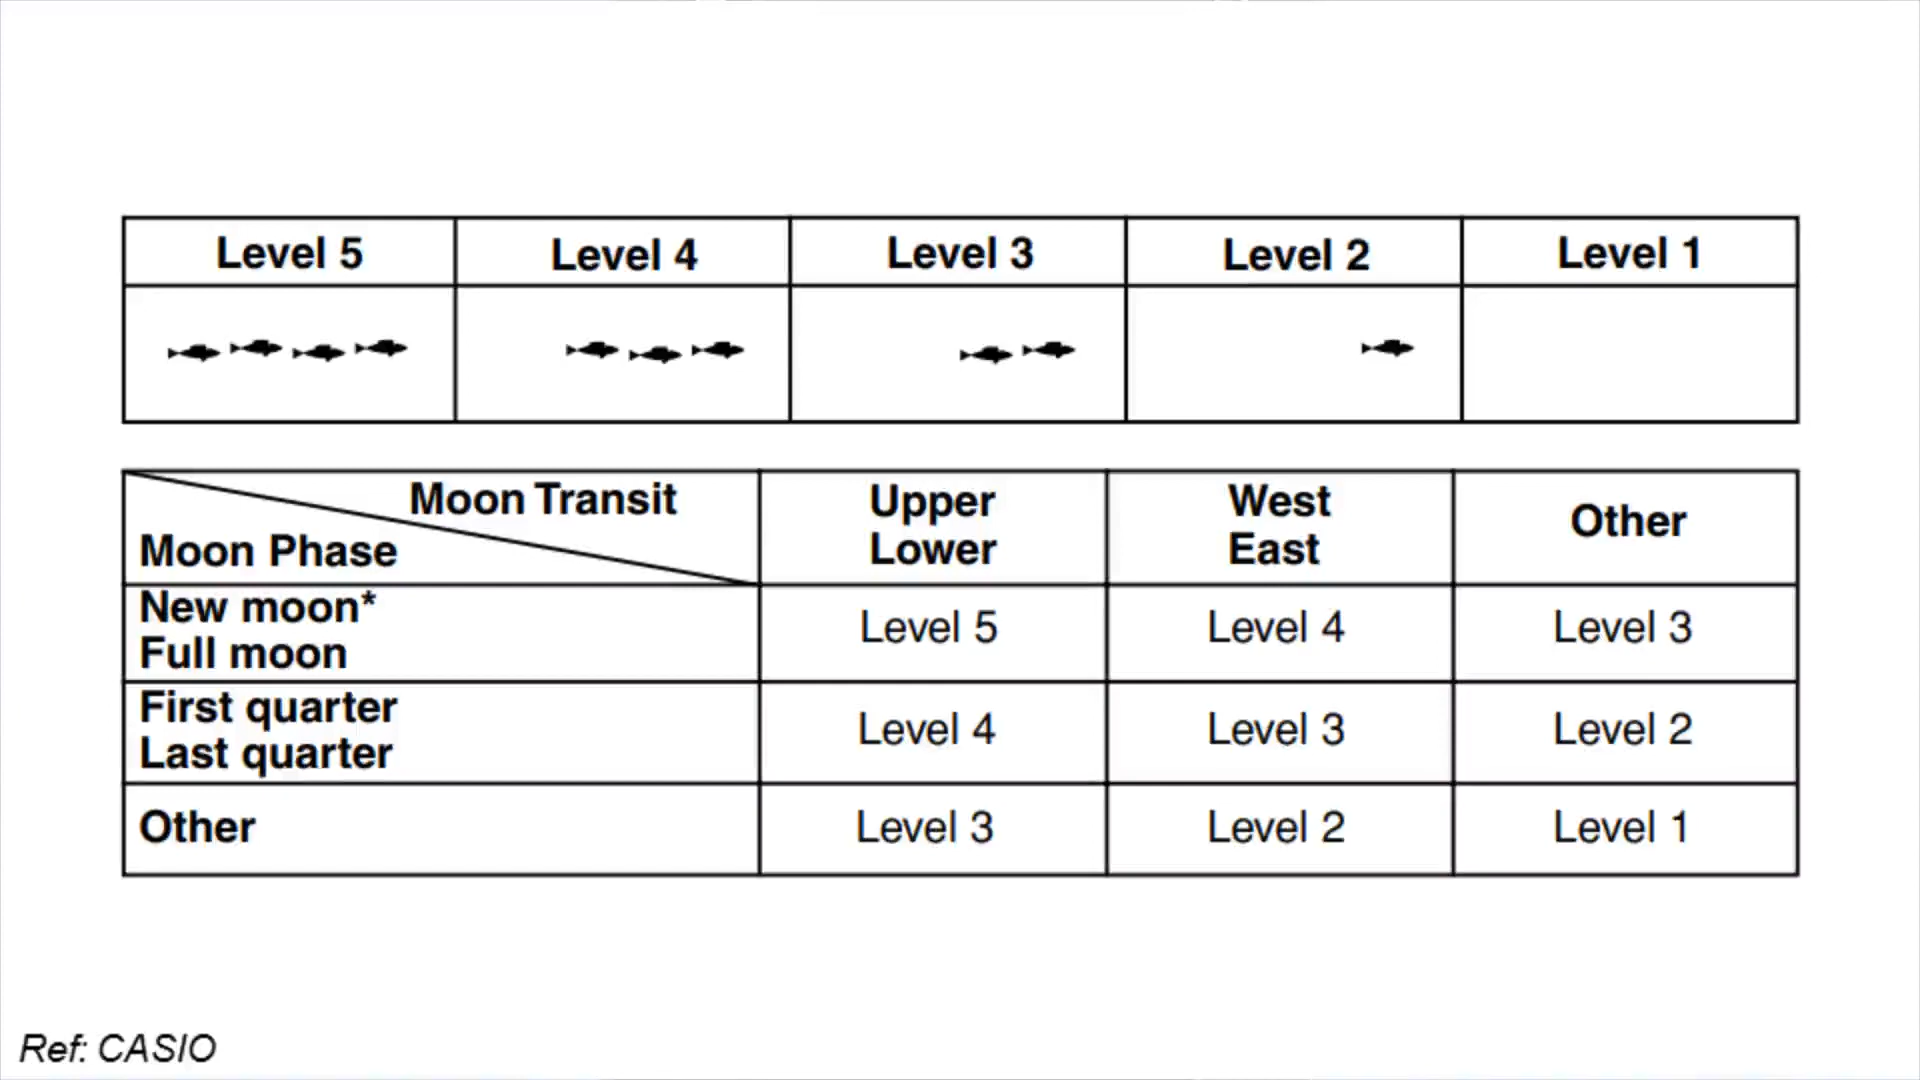 Level 5 Level 4 Level 3 Level 2 Level 1
Moon Transit
Moon Phase
Upper
Lower
West
East
Other
New moon*
Full moon
Level 5 Level 4 Level 3
First quarter
Last quarter
Level 4 Level 3 Level 2
Other Level 3 Level 2 Level 1
Ref: CASIO